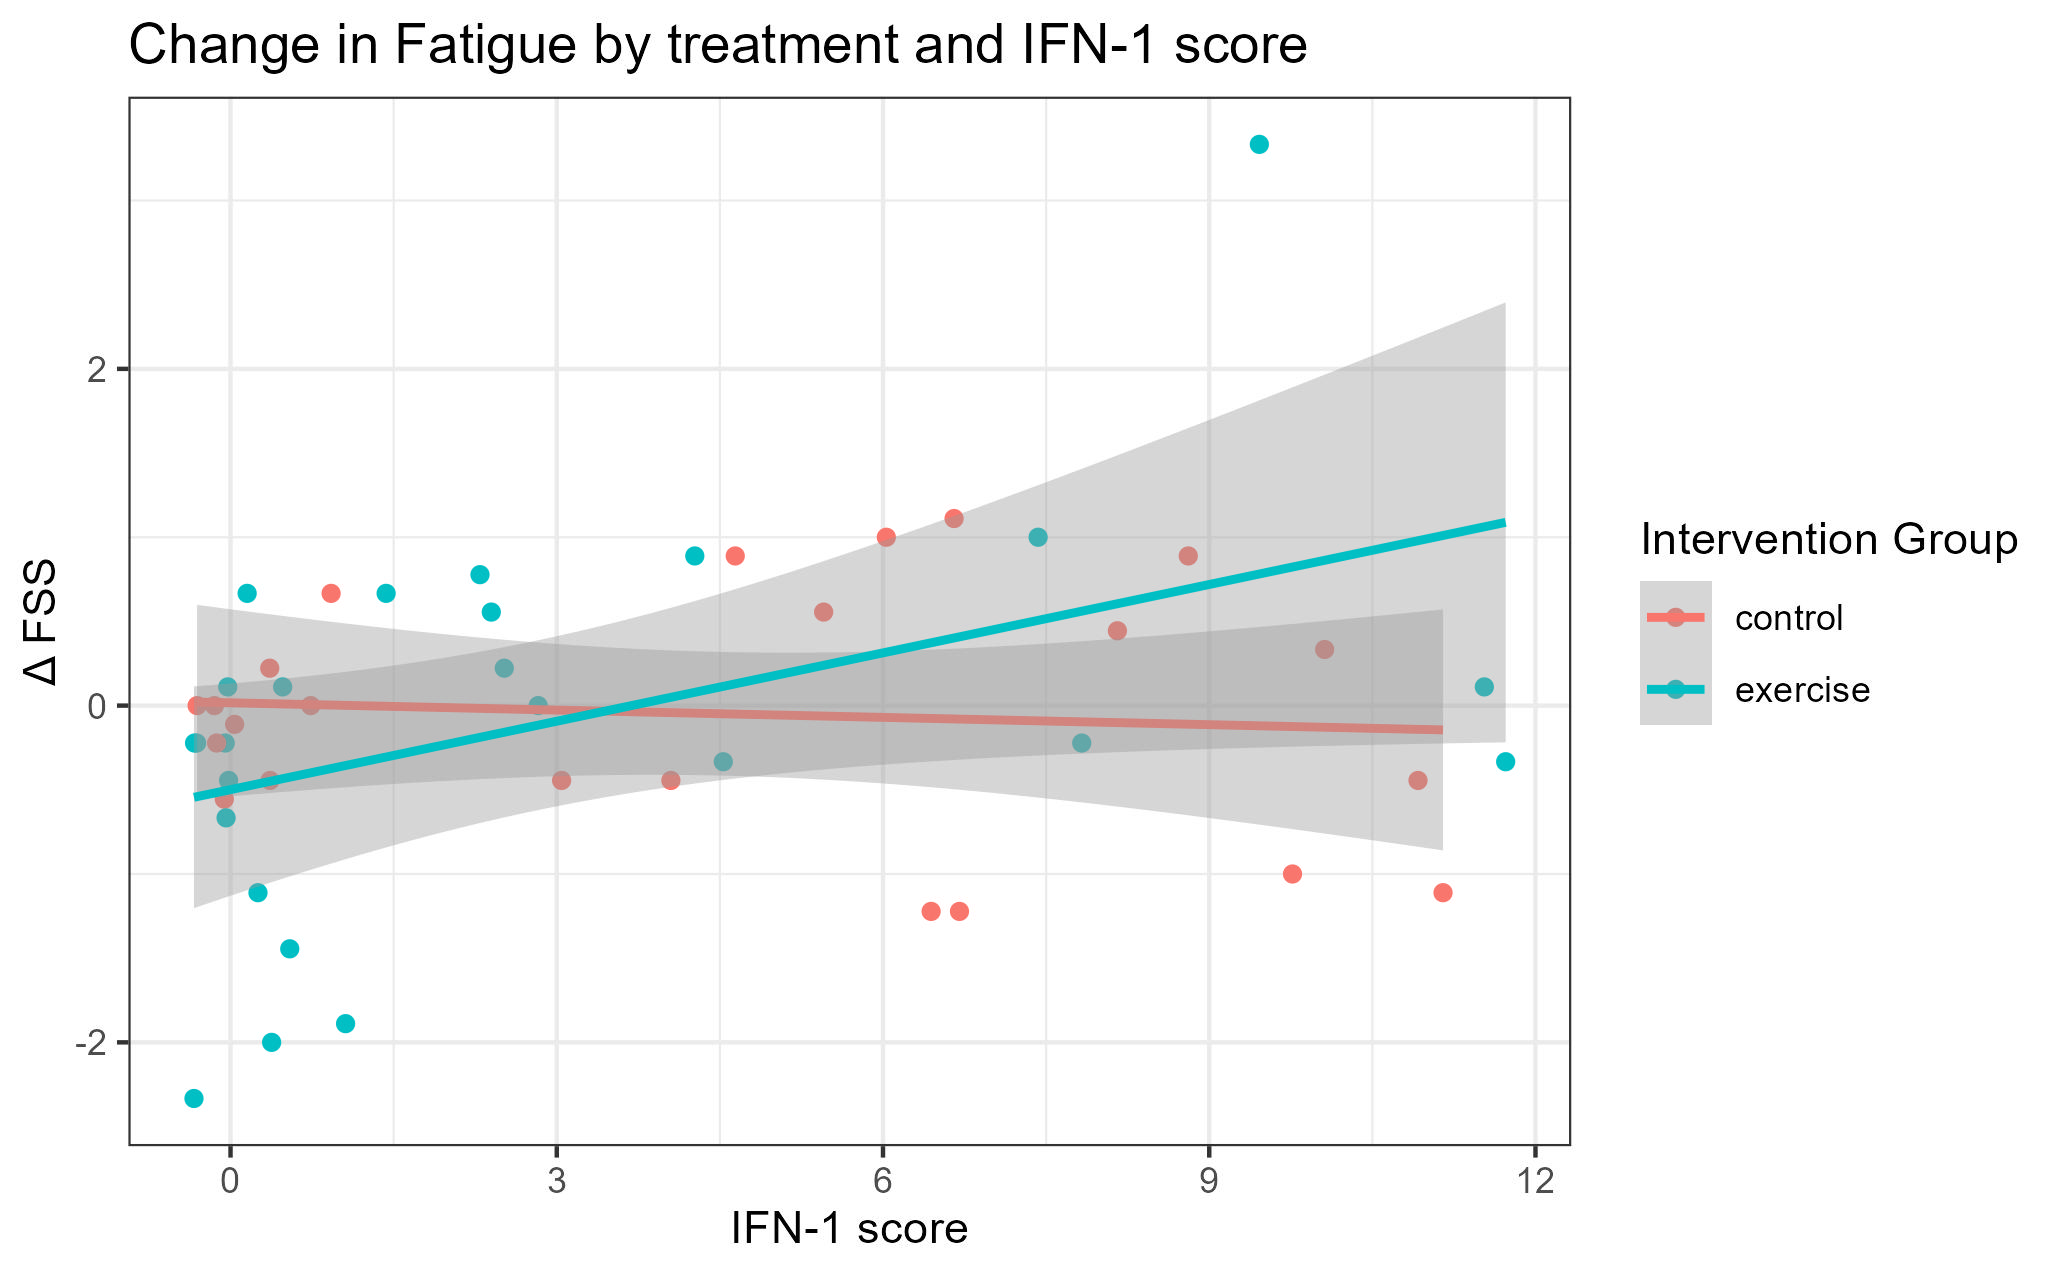 Change in Fatigue by treatment and IFN-1 score
Δ FSS
2
0
-2
0 3 6 9 12
IFN-1 score
Intervention Group
control
exercise